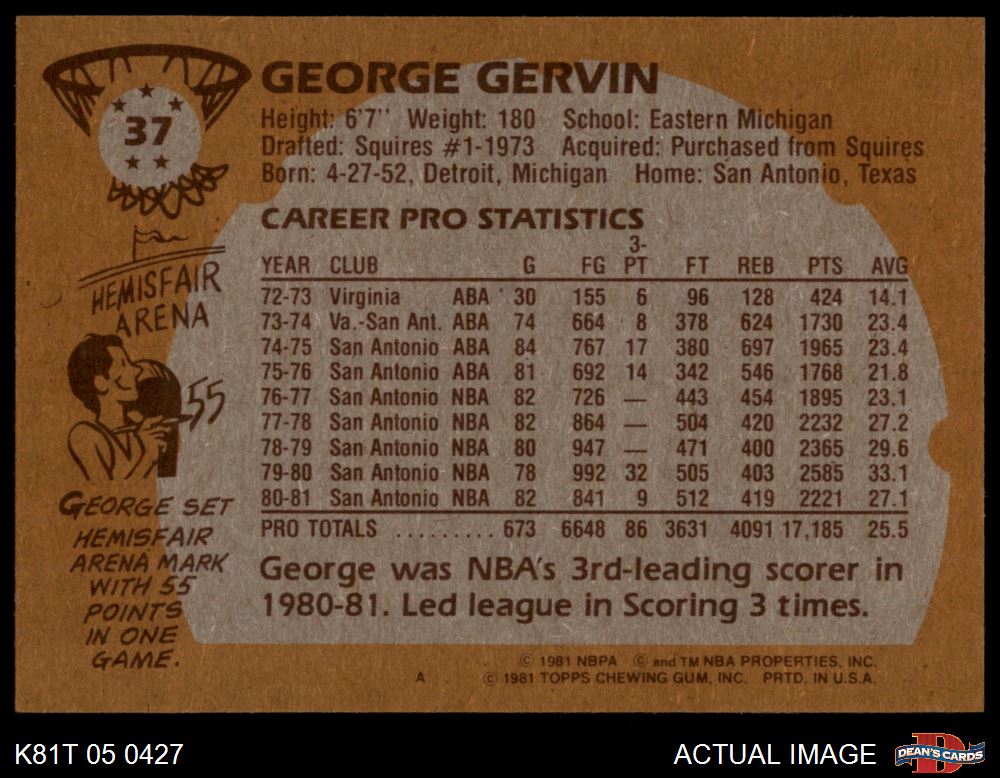 GEORGE GERVIN
37
Height: 6'7" Weight: 180 School: Eastern Michigan
Drafted: Squires #1-1973 Acquired: Purchased from Squires
Born: 4-27-52, Detroit, Michigan Home: San Antonio, Texas
CAREER PRO STATISTICS
YEAR CLUB G FG 3-PT FT REB PTS AVG
72-73 Virginia ABA 30 155 6 96 128 424 14.1
73-74 Va.-San Ant. ABA 74 664 8 378 624 1730 23.4
74-75 San Antonio ABA 84 767 17 380 697 1965 23.4
75-76 San Antonio ABA 81 692 14 342 546 1768 21.8
76-77 San Antonio NBA 82 726 — 443 454 1895 23.1
77-78 San Antonio NBA 82 864 — 504 420 2232 27.2
78-79 San Antonio NBA 80 947 — 471 400 2365 29.6
79-80 San Antonio NBA 78 992 32 505 403 2585 33.1
80-81 San Antonio NBA 82 841 9 512 419 2221 27.1
PRO TOTALS ......... 673 6648 86 3631 4091 17,185 25.5
George was NBA's 3rd-leading scorer in
1980-81. Led league in Scoring 3 times.
HEMISFAIR
ARENA
55
GEORGE SET
HEMISFAIR
ARENA MARK
WITH 55
POINTS
IN ONE
GAME.
© 1981 NBPA © and TM NBA PROPERTIES, INC.
A © 1981 TOPPS CHEWING GUM, INC. PRTD. IN U.S.A.
K81T 05 0427 ACTUAL IMAGE
D
DEAN'S CARDS